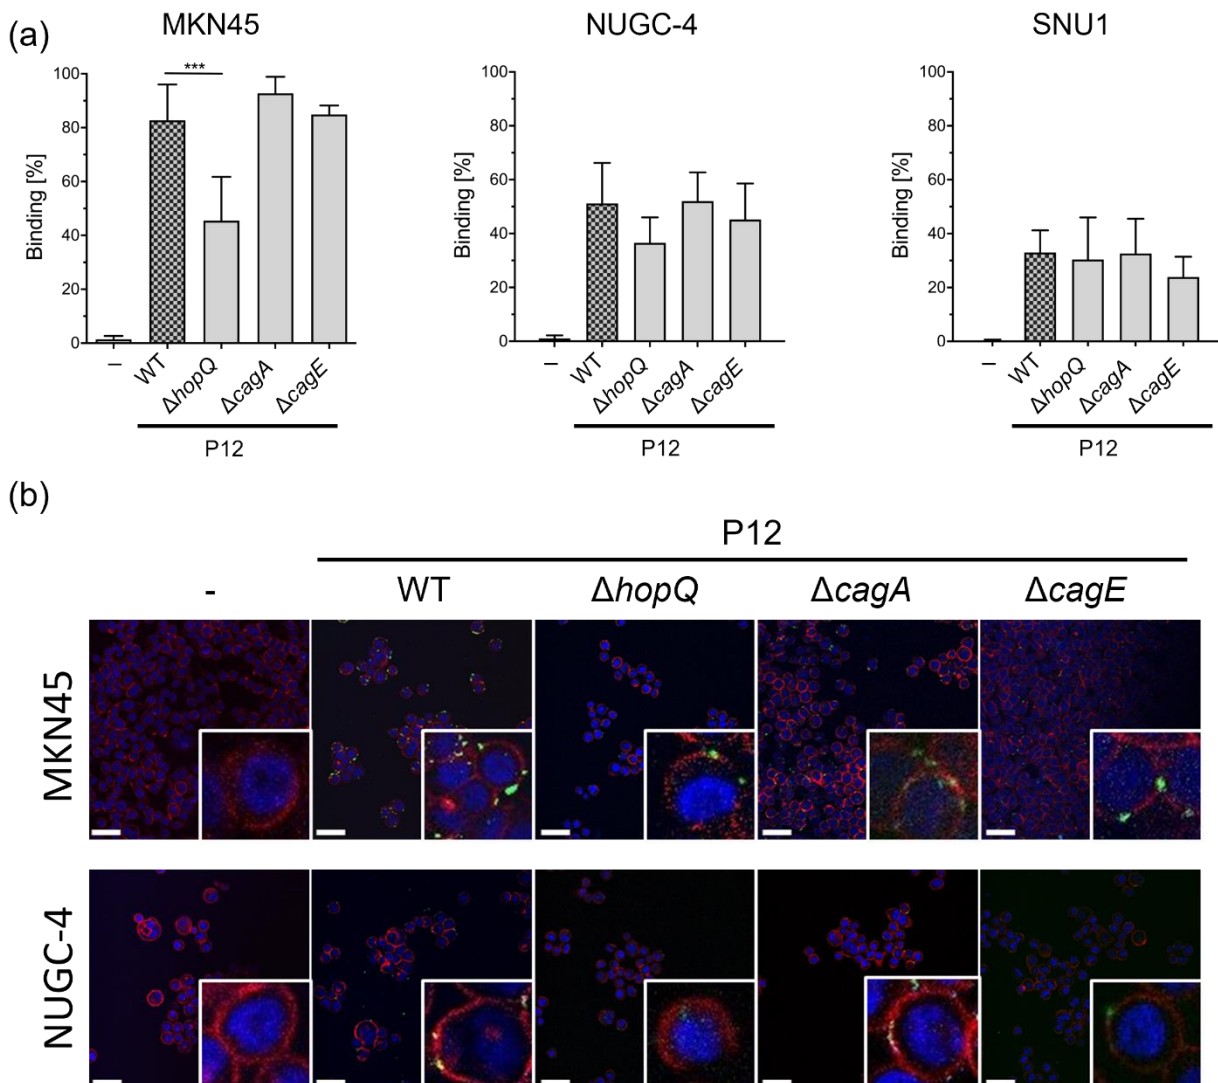 (a)
MKN45
NUGC-4
SNU1
Binding [%]
100
80
60
40
20
0
***
–
WT
ΔhopQ
ΔcagA
ΔcagE
P12
Binding [%]
100
80
60
40
20
0
–
WT
ΔhopQ
ΔcagA
ΔcagE
P12
Binding [%]
100
80
60
40
20
0
–
WT
ΔhopQ
ΔcagA
ΔcagE
P12
(b)
P12
-
WT
ΔhopQ
ΔcagA
ΔcagE
MKN45
NUGC-4